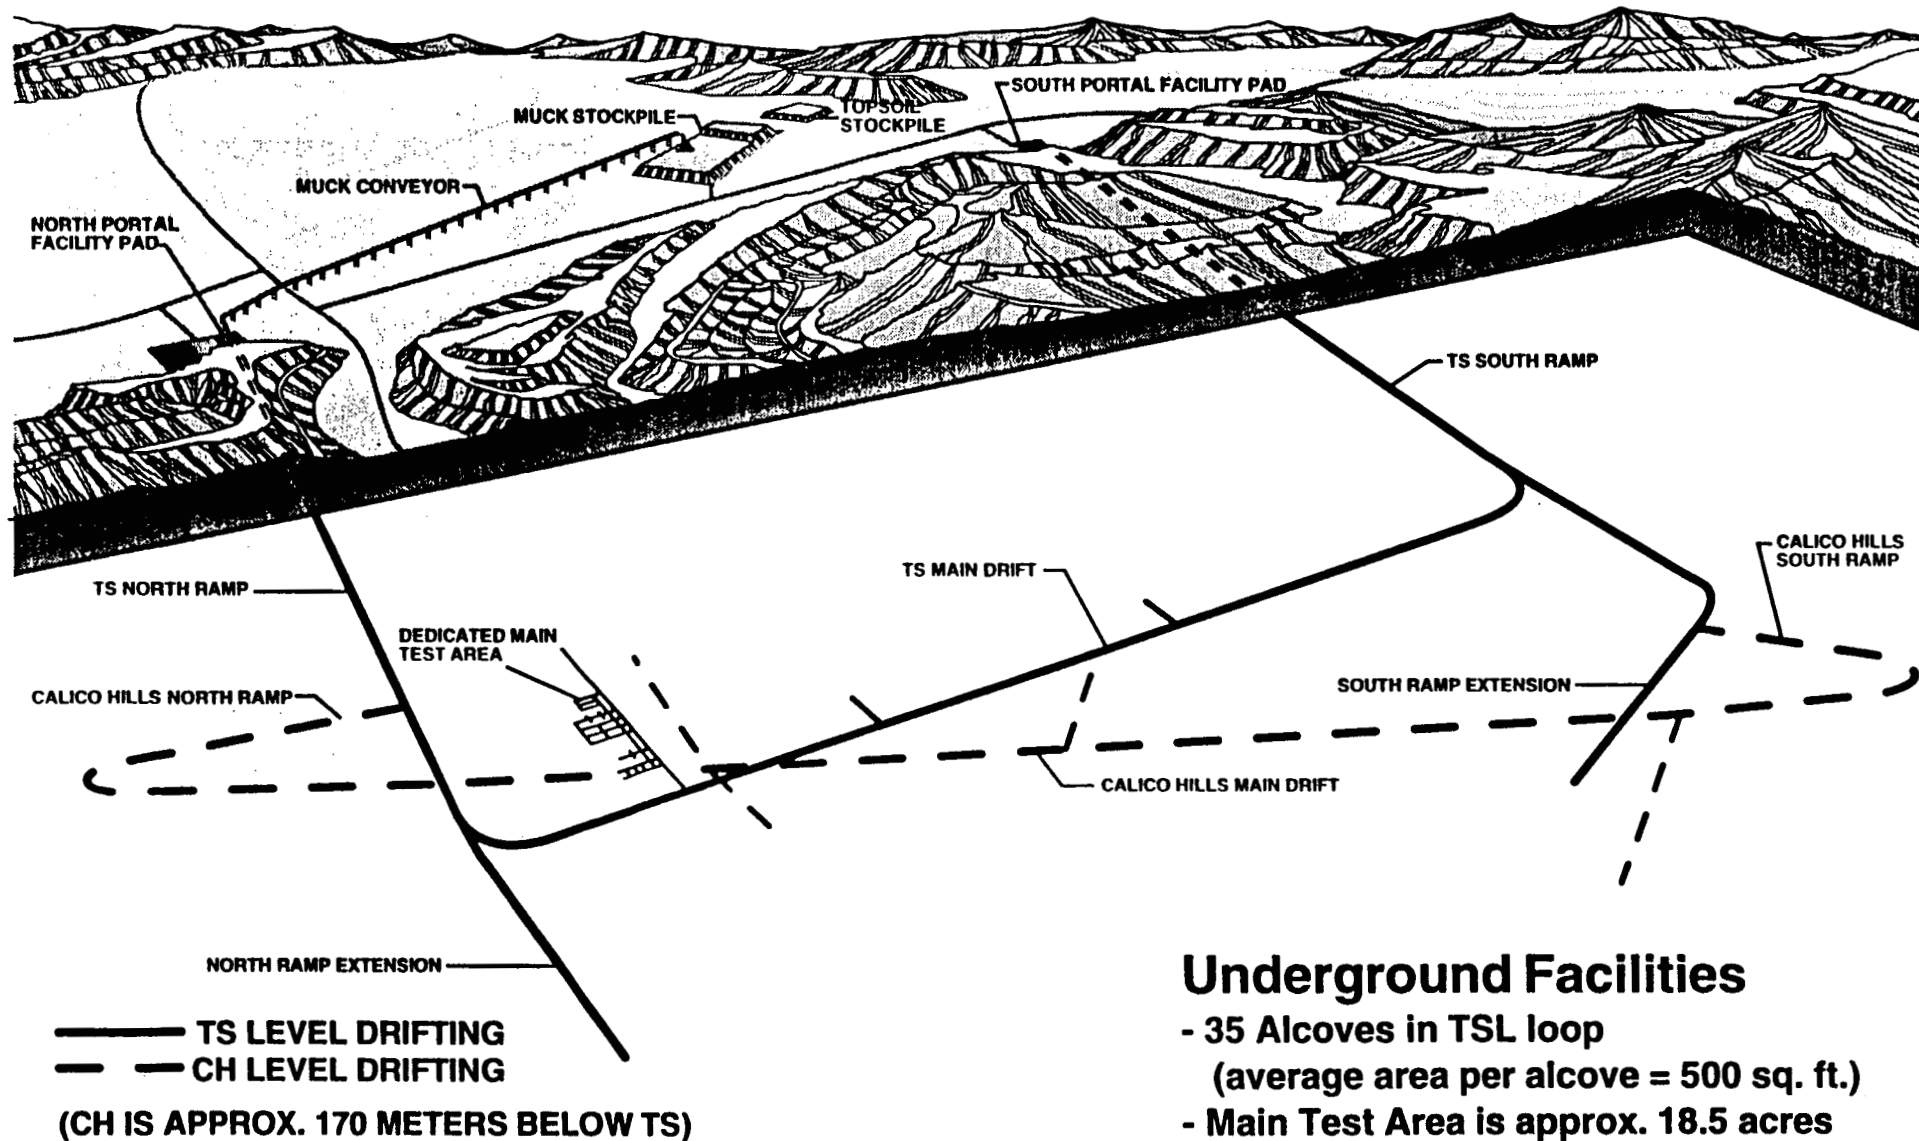 SOUTH PORTAL FACILITY PAD
TOPSOIL
STOCKPILE
MUCK STOCKPILE
MUCK CONVEYOR
NORTH PORTAL
FACILITY PAD
TS SOUTH RAMP
CALICO HILLS
SOUTH RAMP
TS MAIN DRIFT
TS NORTH RAMP
DEDICATED MAIN
TEST AREA
CALICO HILLS NORTH RAMP
SOUTH RAMP EXTENSION
CALICO HILLS MAIN DRIFT
NORTH RAMP EXTENSION
TS LEVEL DRIFTING
CH LEVEL DRIFTING
(CH IS APPROX. 170 METERS BELOW TS)
Underground Facilities
- 35 Alcoves in TSL loop
(average area per alcove = 500 sq. ft.)
- Main Test Area is approx. 18.5 acres